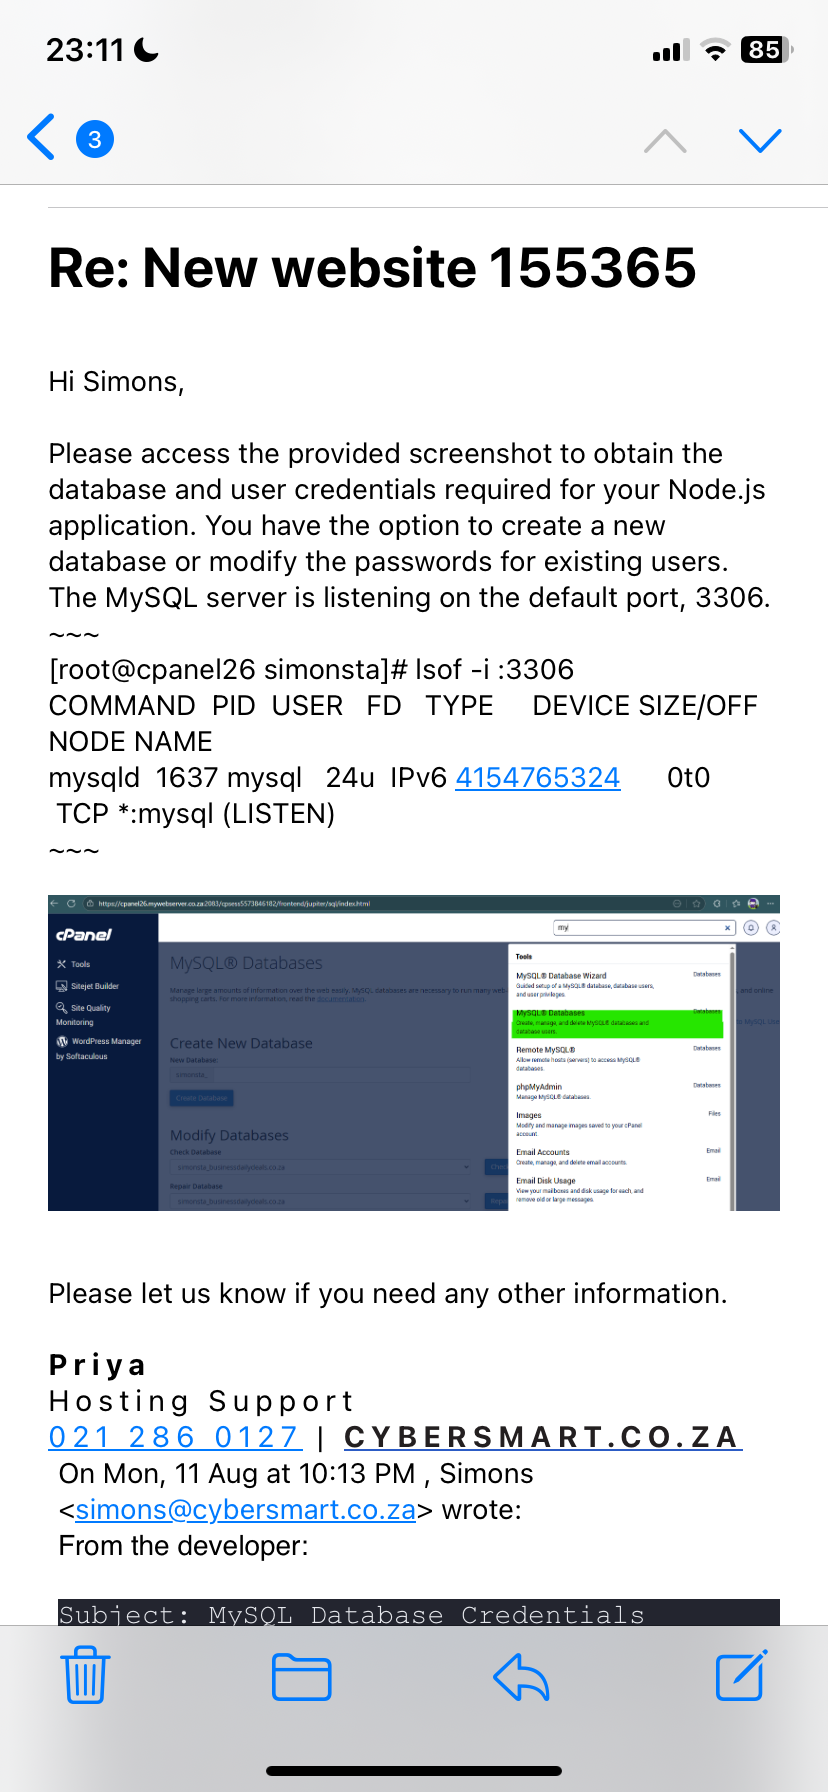 23:11
85
3
Re: New website 155365
Hi Simons,
Please access the provided screenshot to obtain the
database and user credentials required for your Node.js
application. You have the option to create a new
database or modify the passwords for existing users.
The MySQL server is listening on the default port, 3306.
~~~
[root@cpanel26 simonsta]# lsof -i :3306
COMMAND PID USER FD TYPE DEVICE SIZE/OFF
NODE NAME
mysqld 1637 mysql 24u IPv6 4154765324 0t0
TCP *:mysql (LISTEN)
~~~
https://cpanel26.mywebserver.co.za:2083/cpsess5573846182/frontend/jupiter/sql/index.html
cPanel
Tools
Sitejet Builder
Site Quality
Monitoring
WordPress Manager
by Softaculous
MySQL® Databases
Manage large amounts of information over the web easily. MySQL databases are necessary to run many web
shopping carts. For more information, read the documentation.
Create New Database
New Database:
simonsta_
Create Database
Modify Databases
Check Database
simonsta_businessdailydeals.co.za
Repair Database
simonsta_businessdailydeals.co.za
my
Tools
MySQL® Database Wizard Databases
Guided setup of a MySQL® database, database users,
and user privileges.
MySQL® Databases Databases
Create, manage, and delete MySQL® databases and
database users.
Remote MySQL® Databases
Allow remote hosts (servers) to access MySQL®
databases.
phpMyAdmin Databases
Manage MySQL® databases.
Images Files
Modify and manage images saved to your cPanel
account.
Email Accounts Email
Create, manage, and delete email accounts.
Email Disk Usage Email
View your mailboxes and disk usage for each, and
remove old or large messages.
Please let us know if you need any other information.
Priya
Hosting Support
021 286 0127 | CYBERSMART.CO.ZA
On Mon, 11 Aug at 10:13 PM , Simons
<simons@cybersmart.co.za> wrote:
From the developer:
Subject: MySQL Database Credentials